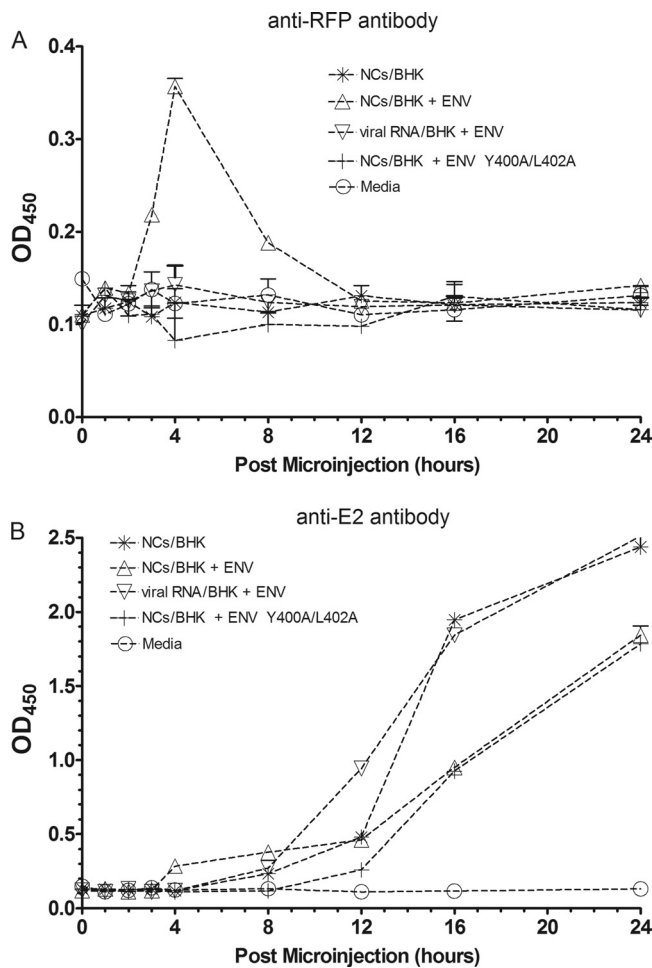 A
anti-RFP antibody
0.4
0.3
0.2
0.1
0.0
OD450
NCs/BHK
NCs/BHK + ENV
viral RNA/BHK + ENV
NCs/BHK + ENV Y400A/L402A
Media
0 4 8 12 16 20 24
Post Microinjection (hours)
B
anti-E2 antibody
2.5
2.0
1.5
1.0
0.5
0.0
OD450
NCs/BHK
NCs/BHK + ENV
viral RNA/BHK + ENV
NCs/BHK + ENV Y400A/L402A
Media
0 4 8 12 16 20 24
Post Microinjection (hours)